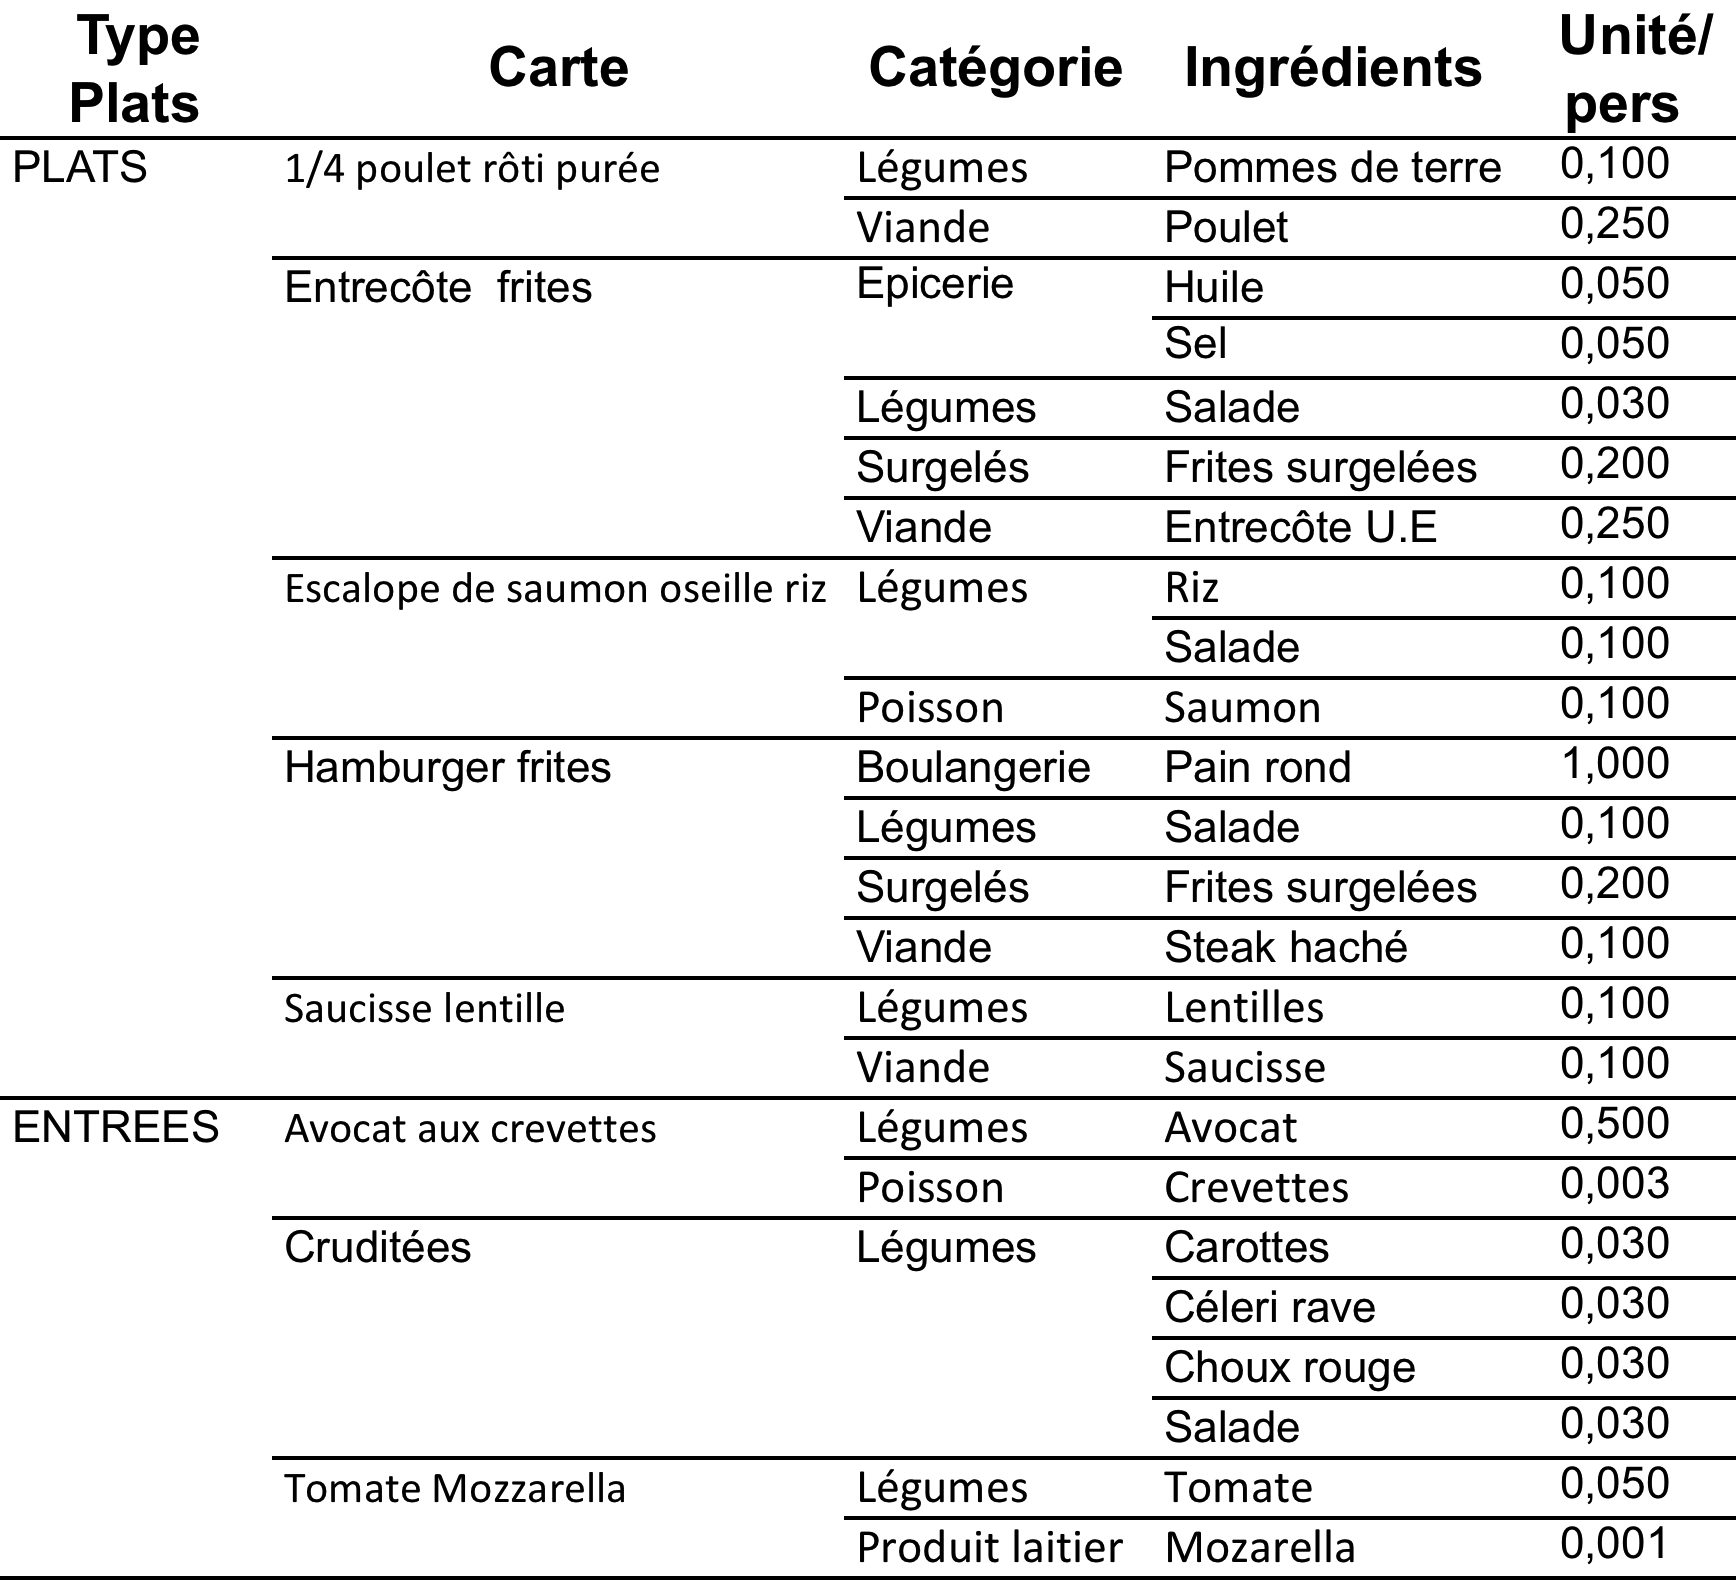 Type Plats Carte Catégorie Ingrédients Unité/ pers
PLATS 1/4 poulet rôti purée Légumes Pommes de terre 0,100
Viande Poulet 0,250
Entrecôte  frites Epicerie Huile 0,050
Sel 0,050
Légumes Salade 0,030
Surgelés Frites surgelées 0,200
Viande Entrecôte U.E 0,250
Escalope de saumon oseille riz Légumes Riz 0,100
Salade 0,100
Poisson Saumon 0,100
Hamburger frites Boulangerie Pain rond 1,000
Légumes Salade 0,100
Surgelés Frites surgelées 0,200
Viande Steak haché 0,100
Saucisse lentille Légumes Lentilles 0,100
Viande Saucisse 0,100
ENTREES Avocat aux crevettes Légumes Avocat 0,500
Poisson Crevettes 0,003
Cruditées Légumes Carottes 0,030
Céleri rave 0,030
Choux rouge 0,030
Salade 0,030
Tomate Mozzarella Légumes Tomate 0,050
Produit laitier Mozarella 0,001